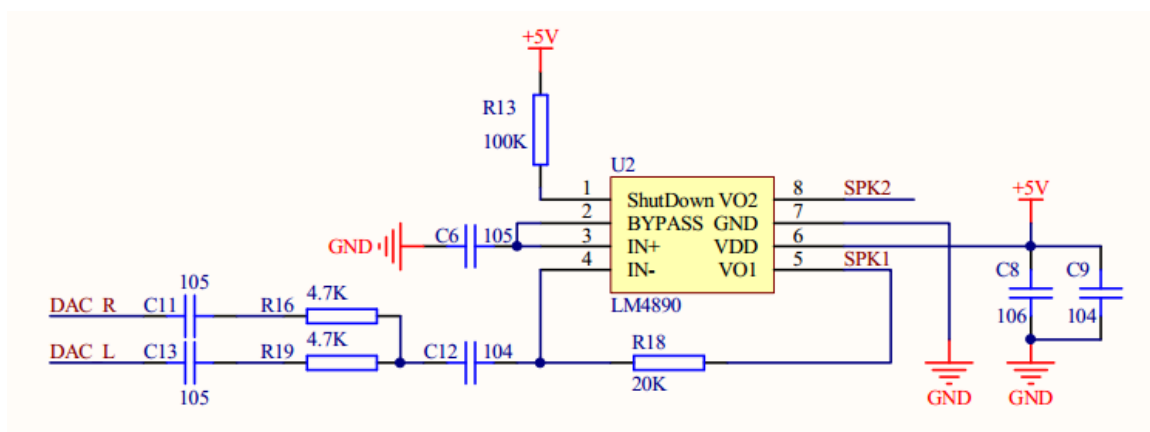 +5V
R13
100K
U2
1 ShutDown VO2 8 SPK2
2 BYPASS GND 7
3 IN+ VDD 6
4 IN- VO1 5 SPK1
LM4890
GND C6 105
+5V
C8 C9
106 104
GND GND
105 4.7K
DAC_R C11 R16
4.7K
DAC_L C13 R19 C12 104 R18
105 20K